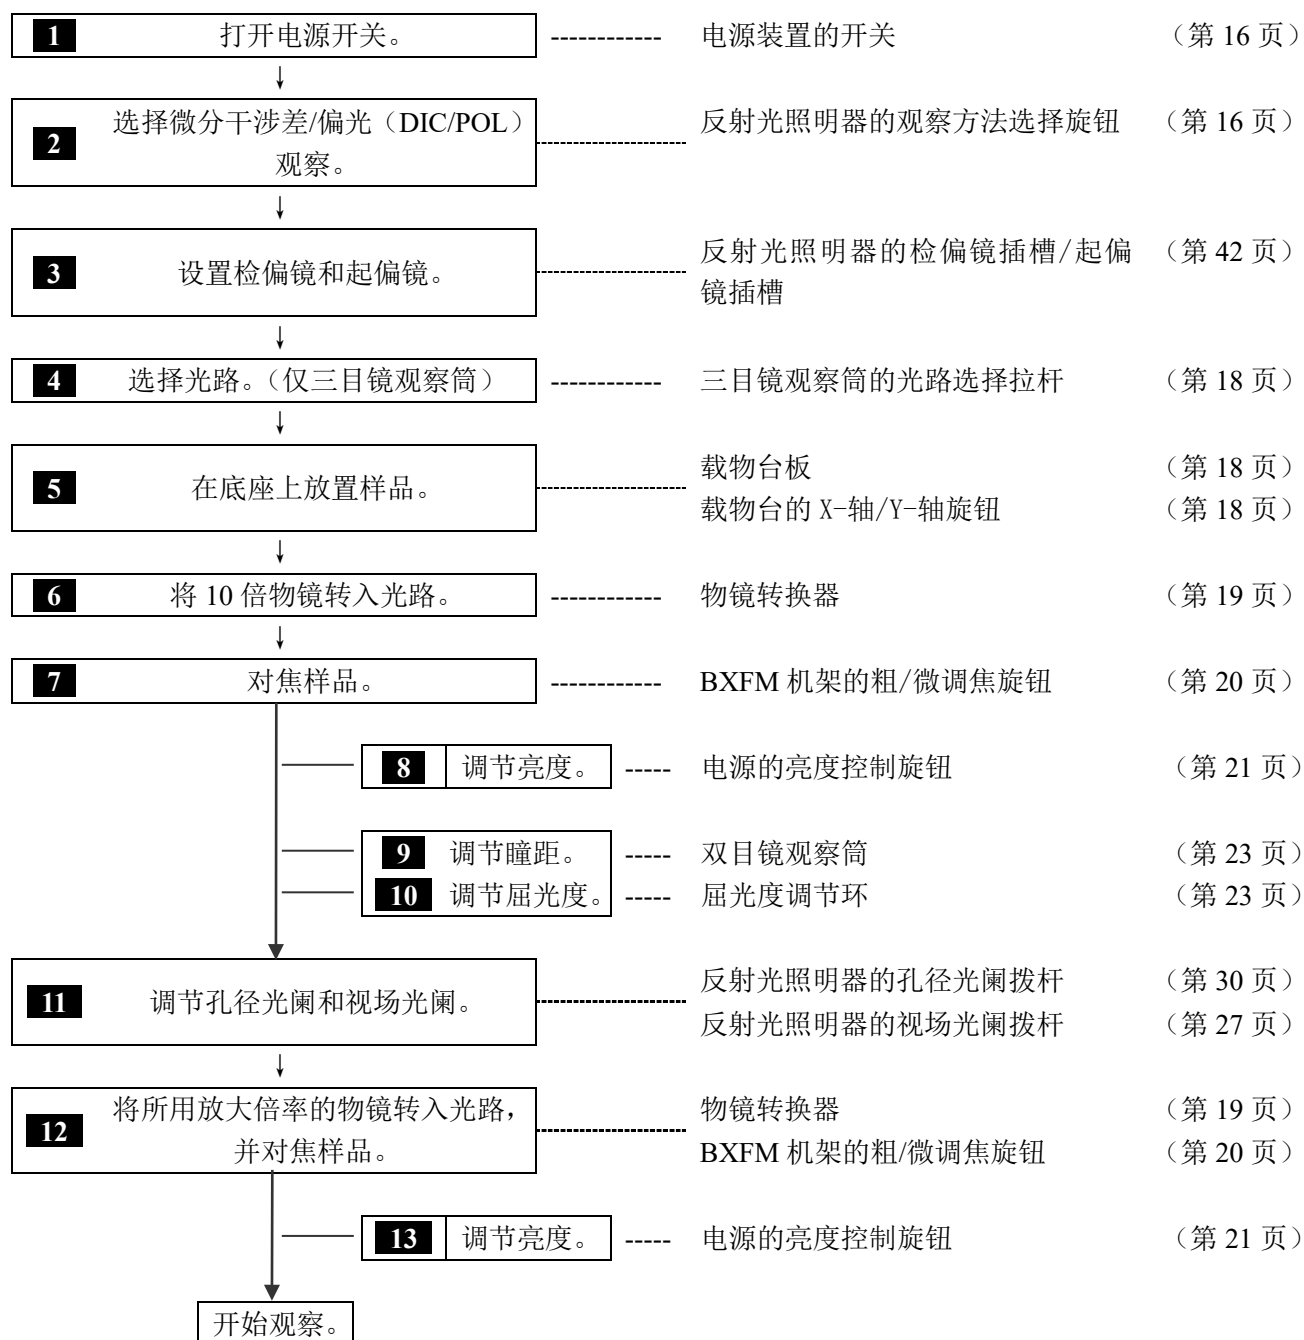 1 打开电源开关。 ------------ 电源装置的开关 （第 16 页）
↓
选择微分干涉差/偏光（DIC/POL） 反射光照明器的观察方法选择旋钮 （第 16 页）
2
观察。
↓
反射光照明器的检偏镜插槽/起偏 （第 42 页）
3 设置检偏镜和起偏镜。
镜插槽
↓
4 选择光路。（仅三目镜观察筒） ------------ 三目镜观察筒的光路选择拉杆 （第 18 页）
↓
载物台板 （第 18 页）
5 在底座上放置样品。
载物台的 X-轴/Y-轴旋钮 （第 18 页）
↓
6 将 10 倍物镜转入光路。 ------------ 物镜转换器 （第 19 页）
↓
7 对焦样品。 ------------ BXFM 机架的粗/微调焦旋钮 （第 20 页）
8 调节亮度。 ----- 电源的亮度控制旋钮 （第 21 页）
9 调节瞳距。 ----- 双目镜观察筒 （第 23 页）
10 调节屈光度。 ----- 屈光度调节环 （第 23 页）
反射光照明器的孔径光阑拨杆 （第 30 页）
11 调节孔径光阑和视场光阑。
反射光照明器的视场光阑拨杆 （第 27 页）
↓
将所用放大倍率的物镜转入光路， 物镜转换器 （第 19 页）
12
并对焦样品。 BXFM 机架的粗/微调焦旋钮 （第 20 页）
13 调节亮度。 ----- 电源的亮度控制旋钮 （第 21 页）
开始观察。